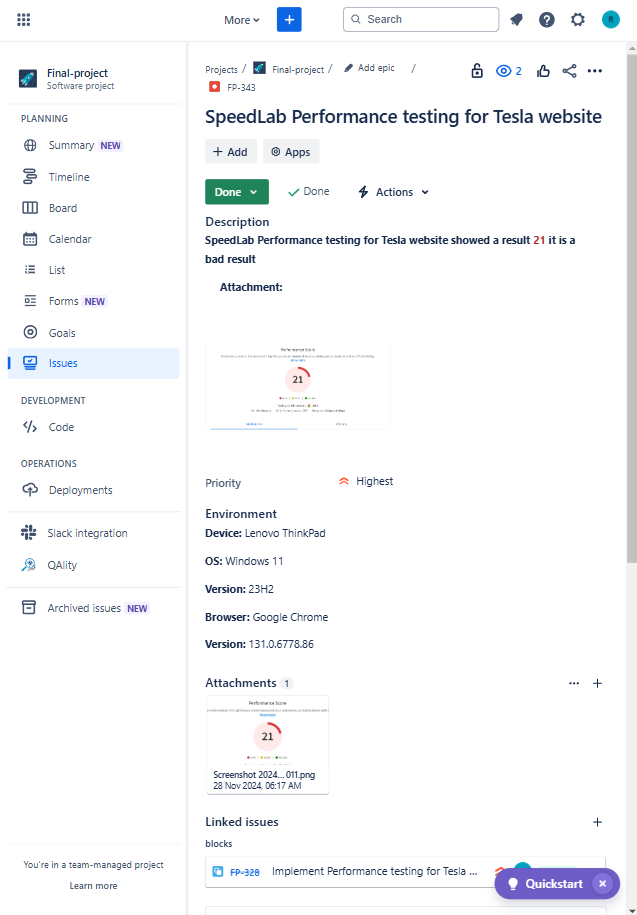 More
Search
R
Final-project
Software project
PLANNING
Summary NEW
Timeline
Board
Calendar
List
Forms NEW
Goals
Issues
DEVELOPMENT
Code
OPERATIONS
Deployments
Slack integration
QAlity
Archived issues NEW
You're in a team-managed project
Learn more
Projects / Final-project / Add epic /
FP-343
2
SpeedLab Performance testing for Tesla website
Add
Apps
Done
Done
Actions
Description
SpeedLab Performance testing for Tesla website showed a result 21 it is a
bad result
Attachment:
Performance Score
21
Priority
Highest
Environment
Device: Lenovo ThinkPad
OS: Windows 11
Version: 23H2
Browser: Google Chrome
Version: 131.0.6778.86
Attachments 1
Performance Score
21
Screenshot 2024... 011.png
28 Nov 2024, 06:17 AM
Linked issues
blocks
FP-328 Implement Performance testing for Tesla ...
Quickstart